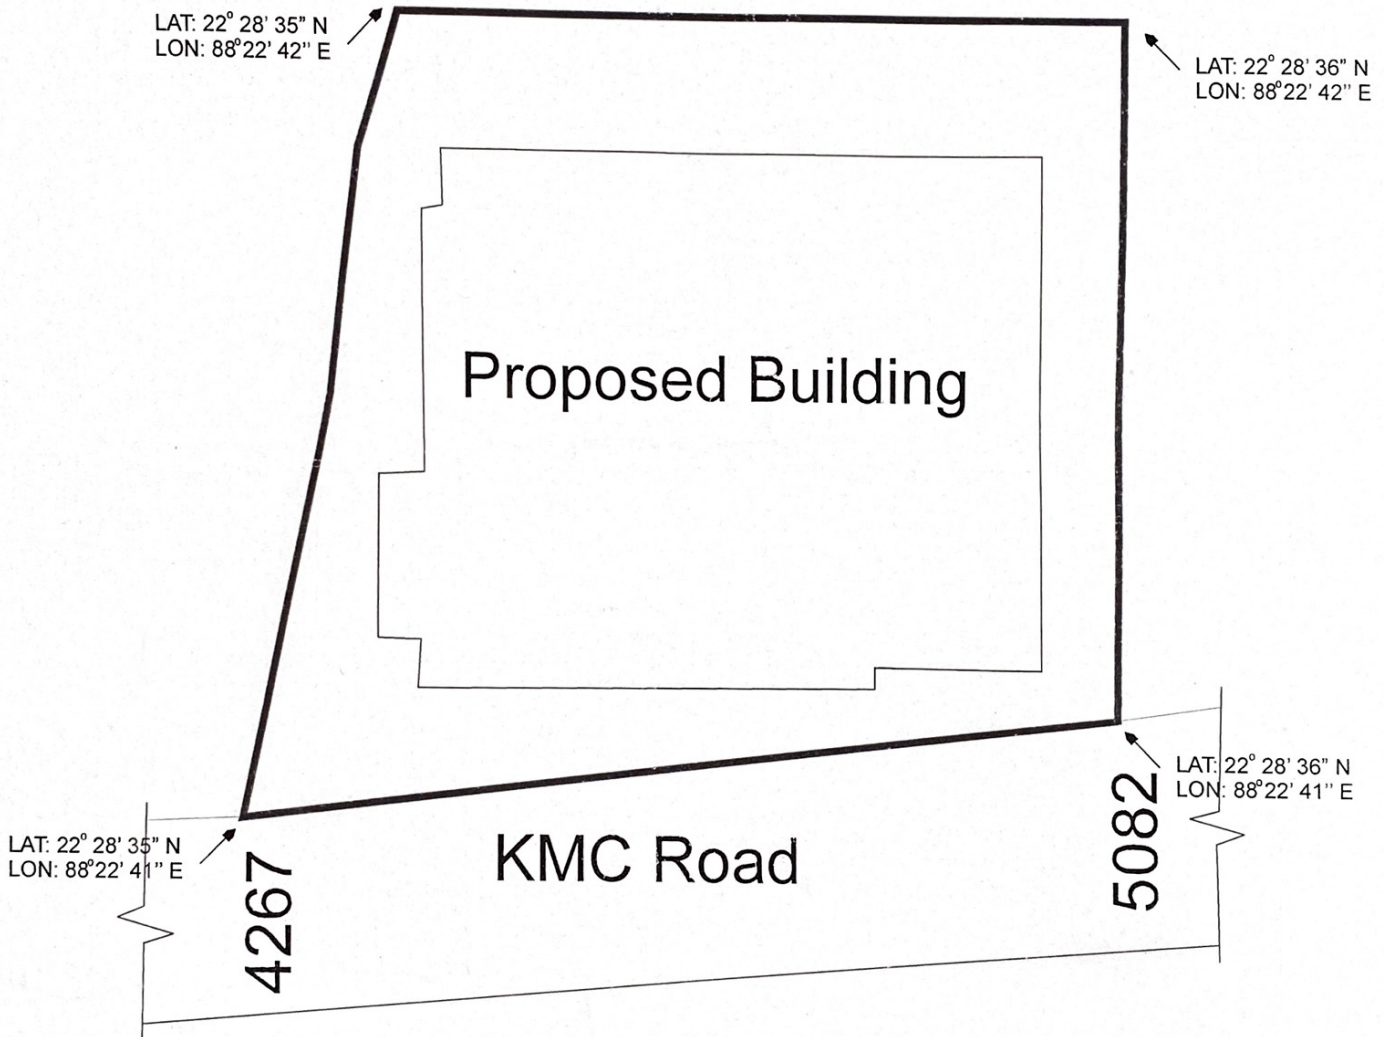 LAT: 22° 28' 35" N
LON: 88°22' 42" E
LAT: 22° 28' 36" N
LON: 88°22' 42'' E
Proposed Building
LAT: 22° 28' 36" N
LON: 88°22' 41'' E
LAT: 22° 28' 35" N
LON: 88°22' 41'' E
KMC Road
4267
5082